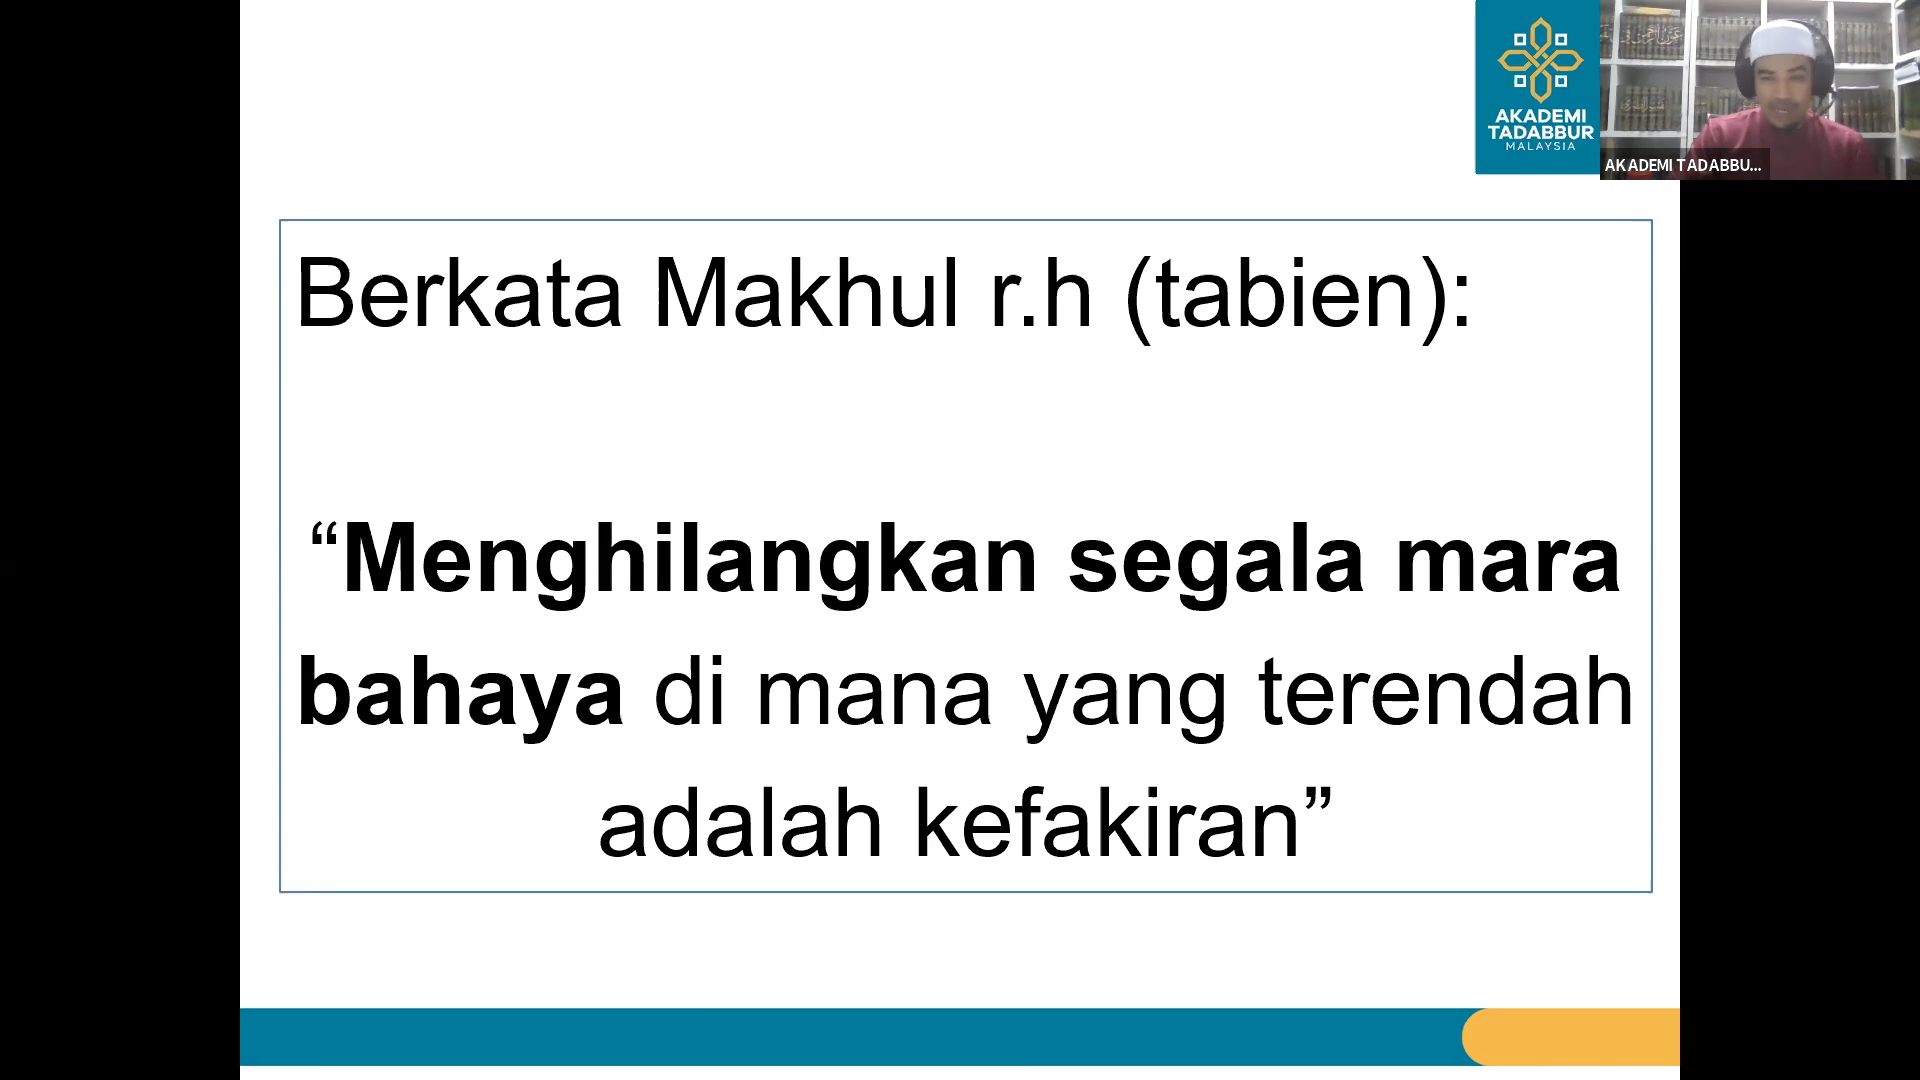 AKADEMI
TADABBUR
MALAYSIA
AKADEMI TADABBU...
Berkata Makhul r.h (tabien):
“Menghilangkan segala mara
bahaya di mana yang terendah
adalah kefakiran”